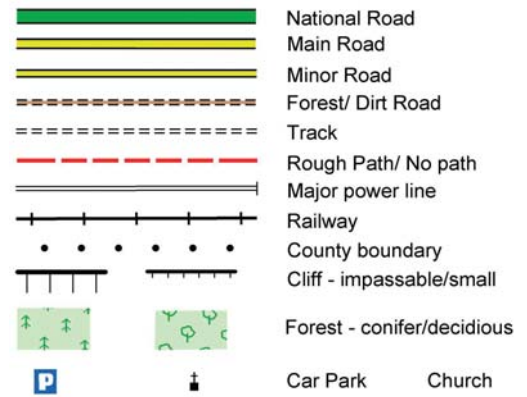 National Road
Main Road
Minor Road
Forest/ Dirt Road
Track
Rough Path/ No path
Major power line
Railway
County boundary
Cliff - impassable/small
Forest - conifer/decidious
P Car Park Church